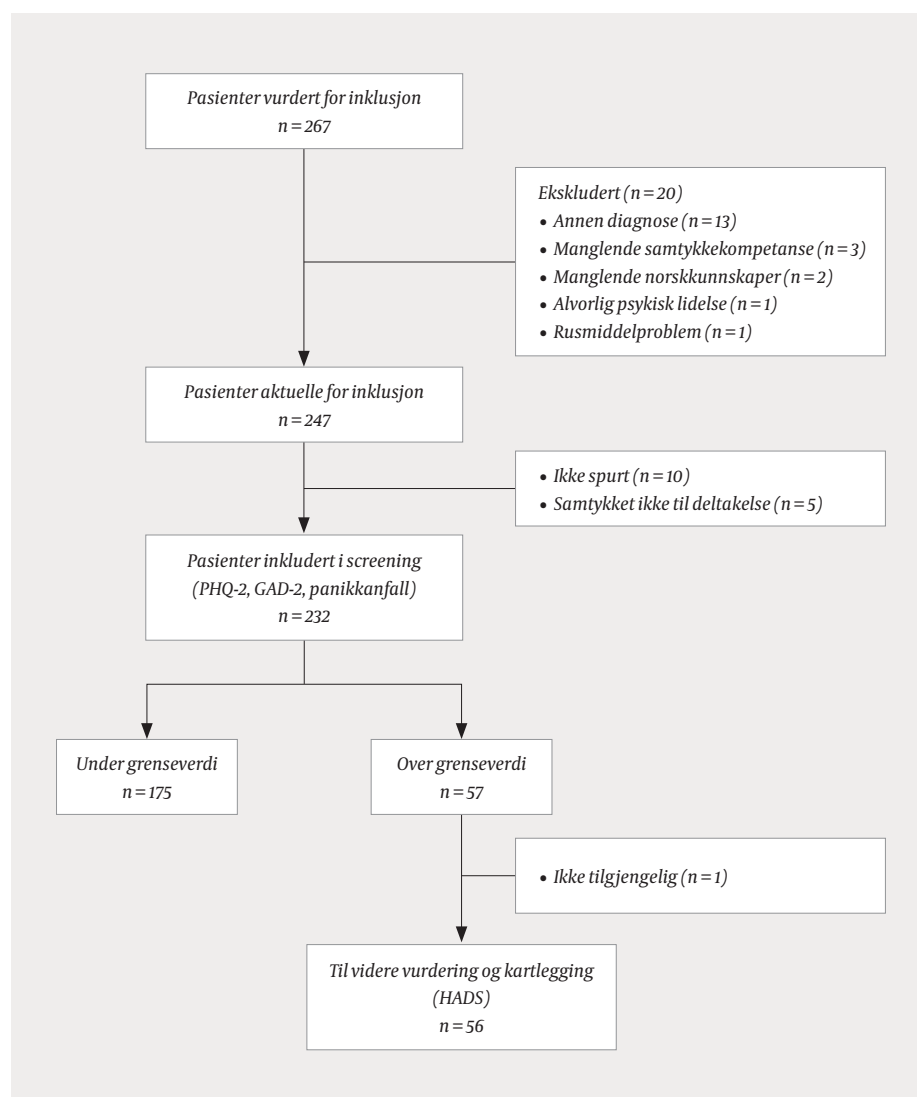 Pasienter vurdert for inklusjon
n = 267
Ekskludert (n = 20)
• Annen diagnose (n = 13)
• Manglende samtykkekompetanse (n = 3)
• Manglende norskkunnskaper (n = 2)
• Alvorlig psykisk lidelse (n = 1)
• Rusmiddelproblem (n = 1)
Pasienter aktuelle for inklusjon
n = 247
• Ikke spurt (n = 10)
• Samtykket ikke til deltakelse (n = 5)
Pasienter inkludert i screening
(PHQ-2, GAD-2, panikkanfall)
n = 232
Under grenseverdi
n = 175
Over grenseverdi
n = 57
• Ikke tilgjengelig (n = 1)
Til videre vurdering og kartlegging
(HADS)
n = 56